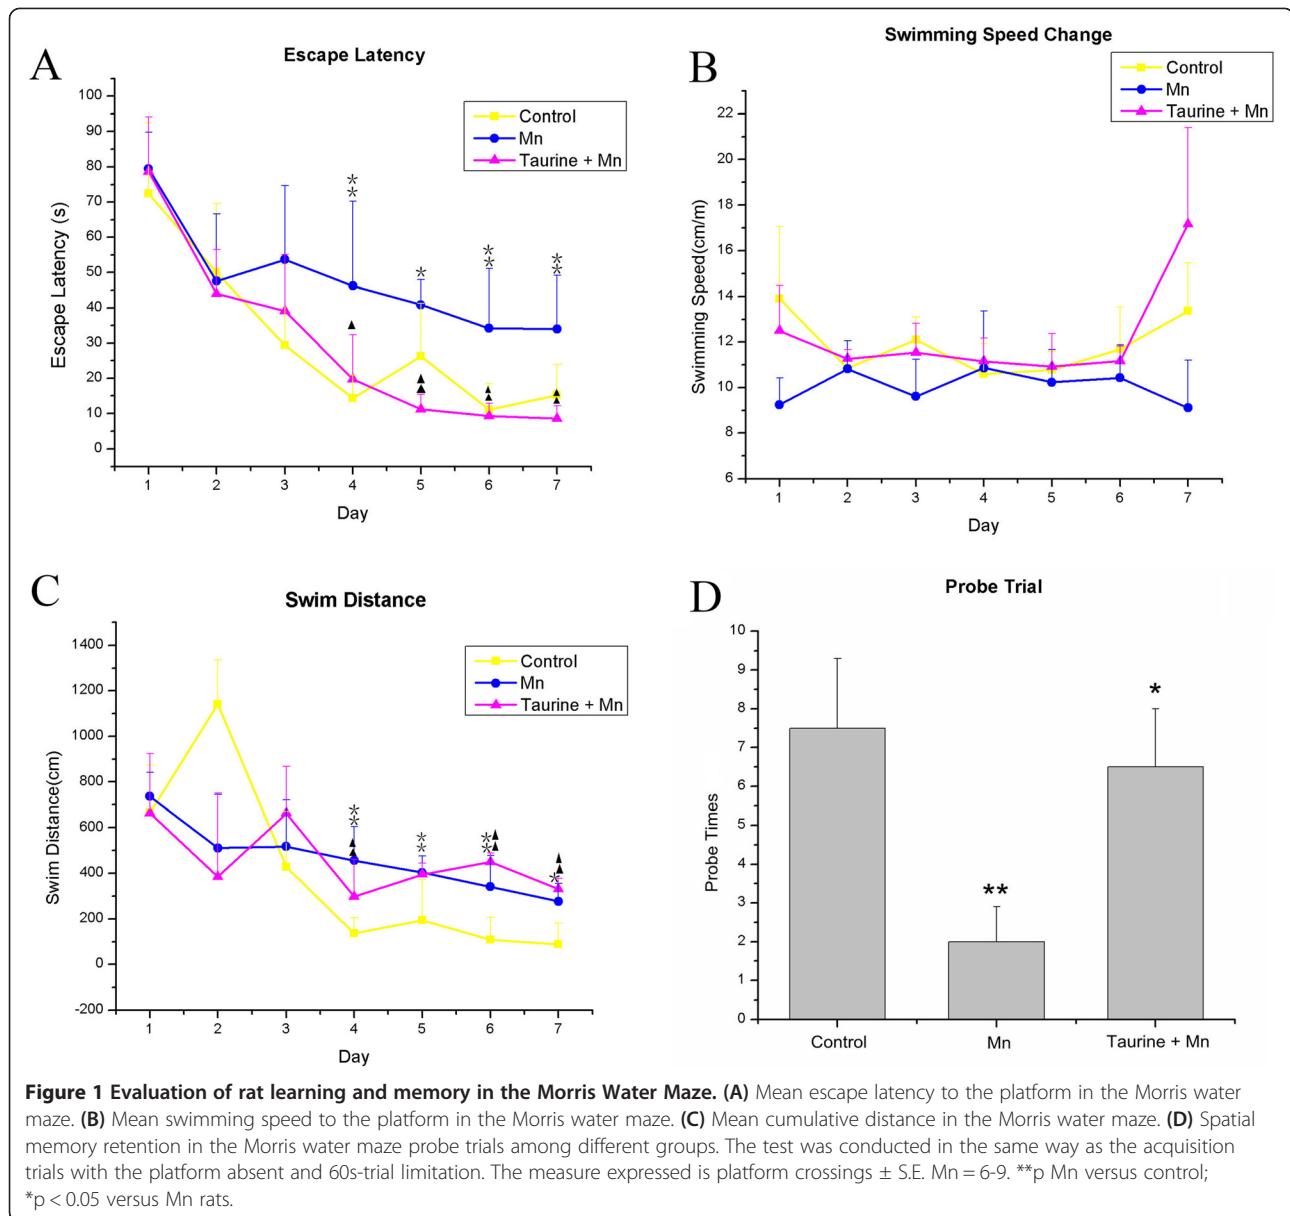 A
Escape Latency
Control
Mn
Taurine + Mn
100
90
80
70
60
50
40
30
20
10
0
Escape Latency (s)
**
**
*
**
**
1 2 3 4 5 6 7
Day
B
Swimming Speed Change
Control
Mn
Taurine + Mn
22
20
18
16
14
12
10
8
6
Swimming Speed(cm/m)
1 2 3 4 5 6 7
Day
C
Swim Distance
Control
Mn
Taurine + Mn
1400
1200
1000
800
600
400
200
0
-200
Swim Distance(cm)
**
**
**
*
1 2 3 4 5 6 7
Day
D
Probe Trial
10
9
8
7
6
5
4
3
2
1
0
Probe Times
**
*
Control Mn Taurine + Mn
Figure 1 Evaluation of rat learning and memory in the Morris Water Maze. (A) Mean escape latency to the platform in the Morris water
maze. (B) Mean swimming speed to the platform in the Morris water maze. (C) Mean cumulative distance in the Morris water maze. (D) Spatial
memory retention in the Morris water maze probe trials among different groups. The test was conducted in the same way as the acquisition
trials with the platform absent and 60s-trial limitation. The measure expressed is platform crossings ± S.E. Mn = 6-9. **p Mn versus control;
*p < 0.05 versus Mn rats.